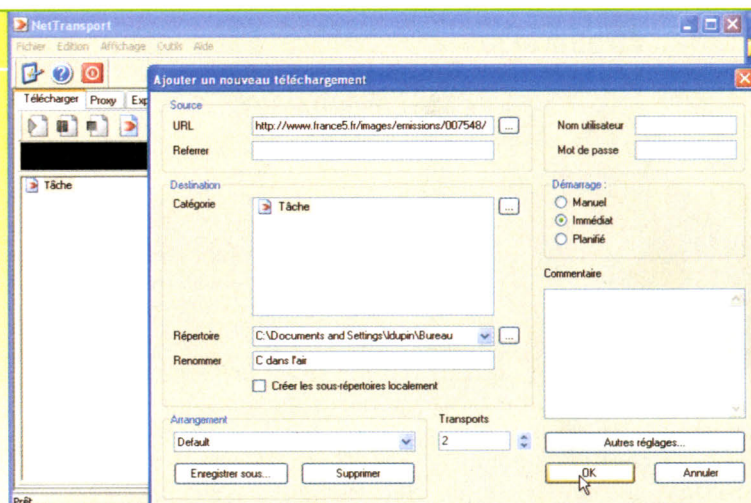 NetTransport
Fichier Edition Affichage Outils Aide
Télécharger Proxy Exp
Tâche
Prêt
Ajouter un nouveau téléchargement
Source
URL http://www.france5.fr/images/emissions/007548/ ...
Referrer
Nom utilisateur
Mot de passe
Destination
Catégorie Tâche ...
Démarrage :
Manuel
Immédiat
Planifié
Commentaire
Répertoire C:\Documents and Settings\ldupin\Bureau ...
Renommer C dans l'air
Créer les sous-répertoires localement
Arrangement Transports
Default 2
Autres réglages...
Enregistrer sous... Supprimer
OK Annuler